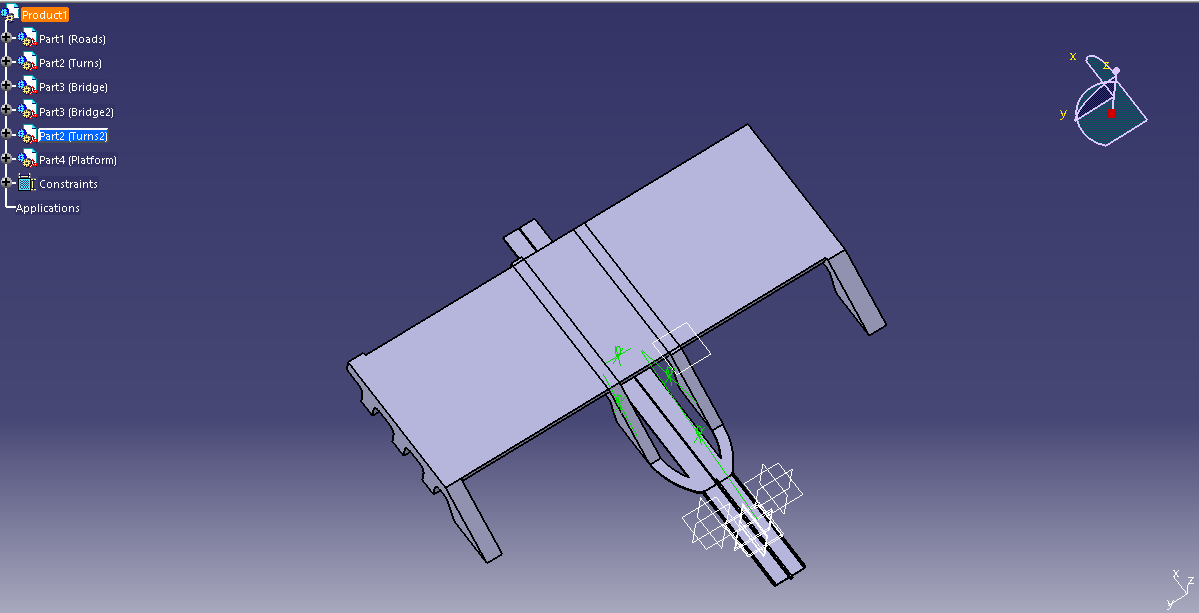 Product1
Part1 (Roads)
Part2 (Turns)
Part3 (Bridge)
Part3 (Bridge2)
Part2 (Turns2)
Part4 (Platform)
Constraints
Applications
x
z
y
x
z
y